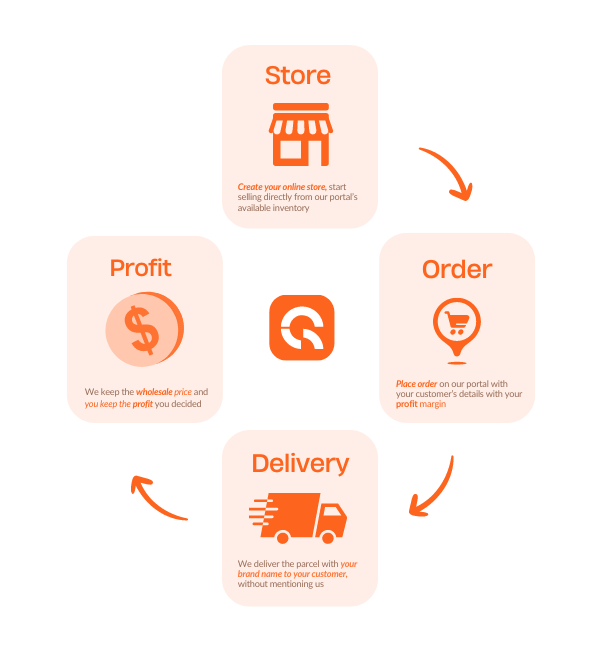 Store
Create your online store, start
selling directly from our portal's
available inventory
Profit
We keep the wholesale price and
you keep the profit you decided
Order
Place order on our portal with
your customer's details with your
profit margin
Delivery
We deliver the parcel with your
brand name to your customer,
without mentioning us